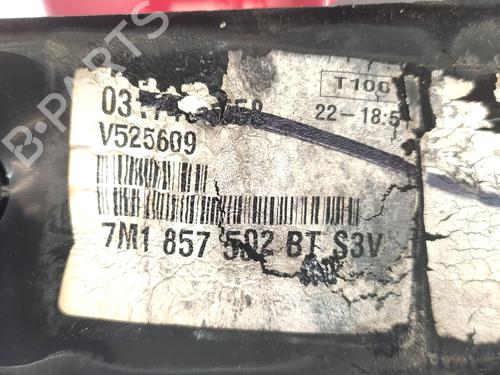 B-PARTS
T100
22-18:5
V525609
7M1 857 502 BT S3V